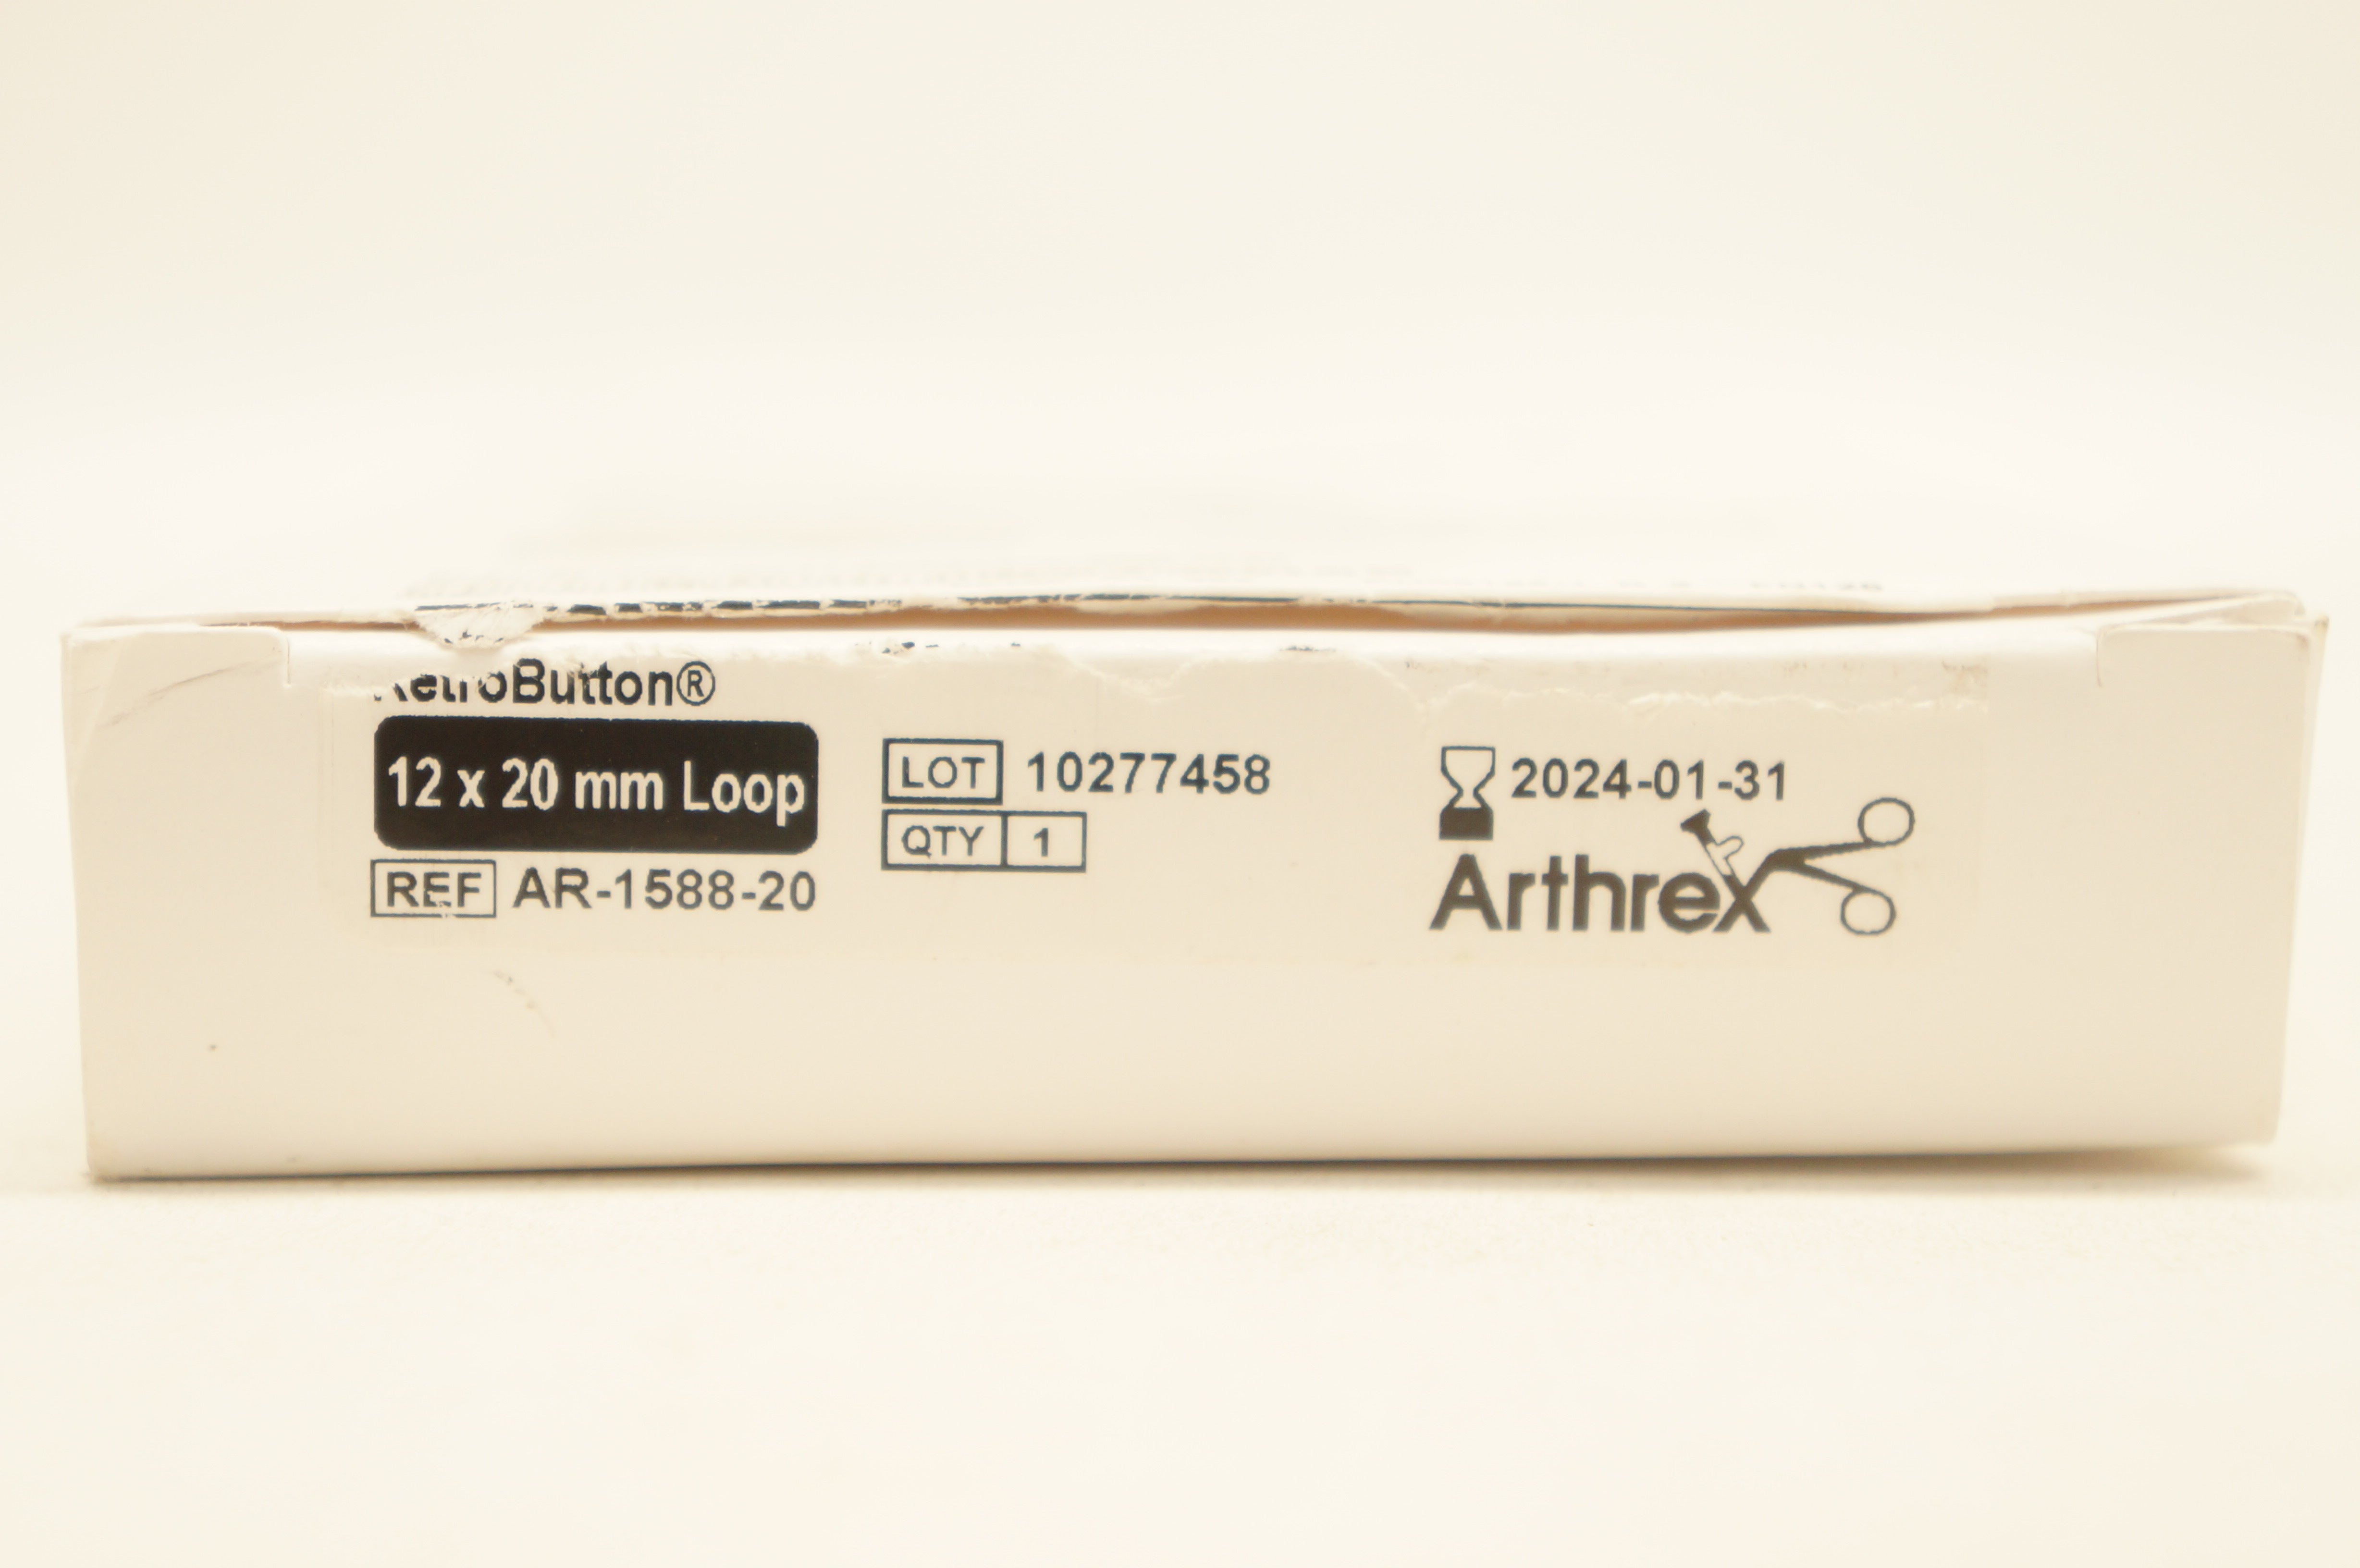 RetroButton®
12 x 20 mm Loop
REF AR-1588-20
LOT 10277458
QTY 1
2024-01-31
Arthrex